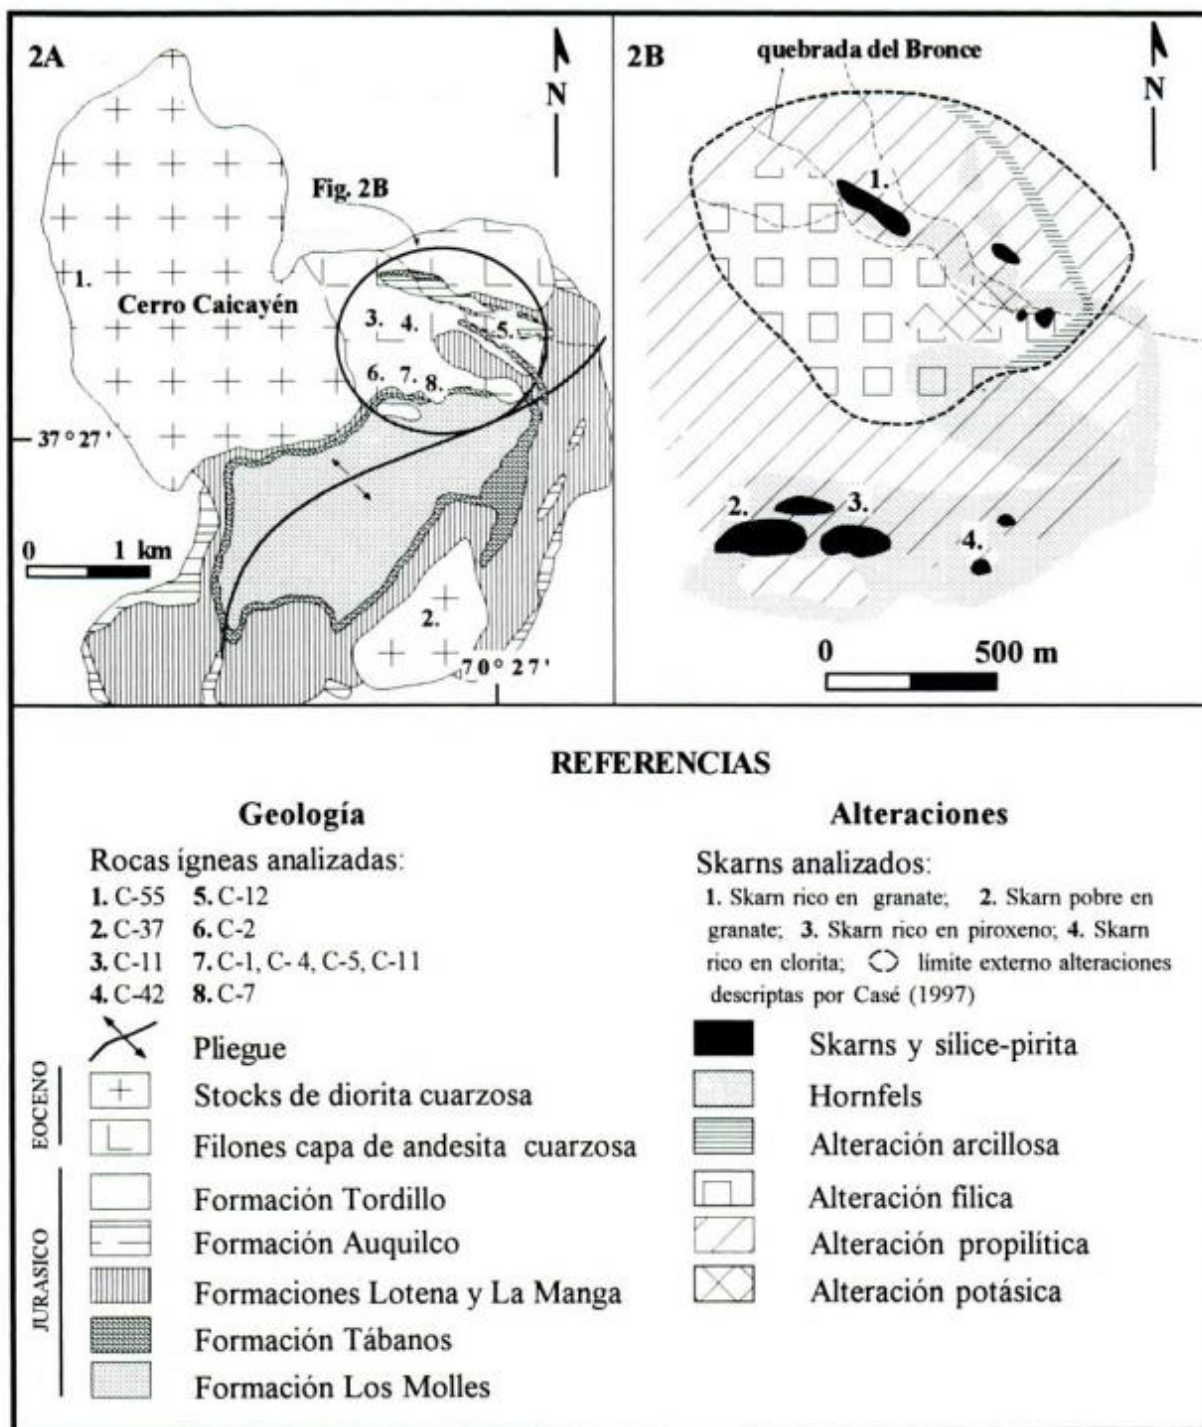 2A
N
Fig. 2B
1.
Cerro Caicayén
3. 4. 5.
6. 7. 8.
37° 27'
0 1 km
2.
70° 27'
2B
quebrada del Bronce
N
1.
2. 3.
4.
0 500 m
REFERENCIAS
Geología
Rocas ígneas analizadas:
1. C-55 5. C-12
2. C-37 6. C-2
3. C-11 7. C-1, C- 4, C-5, C-11
4. C-42 8. C-7
Pliegue
EOCENO
Stocks de diorita cuarzosa
Filones capa de andesita cuarzosa
JURASICO
Formación Tordillo
Formación Auquilco
Formaciones Lotena y La Manga
Formación Tábanos
Formación Los Molles
Alteraciones
Skarns analizados:
1. Skarn rico en granate; 2. Skarn pobre en
granate; 3. Skarn rico en piroxeno; 4. Skarn
rico en clorita; límite externo alteraciones
descriptas por Casé (1997)
Skarns y sílice-pirita
Hornfels
Alteración arcillosa
Alteración fílica
Alteración propilítica
Alteración potásica